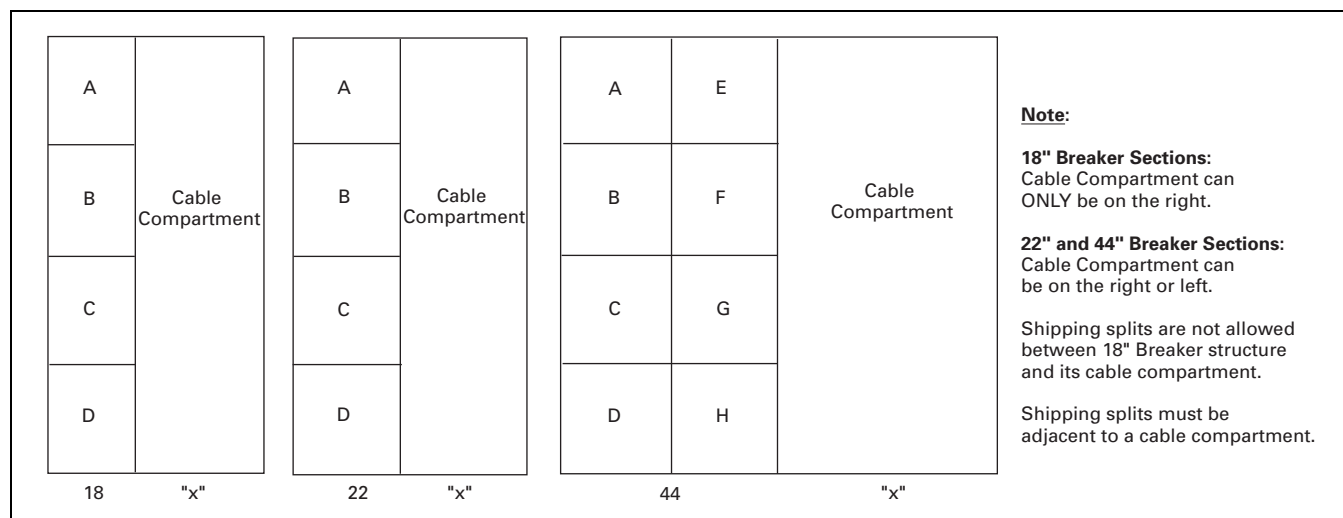 A
B
C
D
Cable
Compartment
18
"x"
A
B
C
D
Cable
Compartment
22
"x"
A
E
B
F
C
G
D
H
Cable
Compartment
44
"x"
Note:
18" Breaker Sections:
Cable Compartment can
ONLY be on the right.
22" and 44" Breaker Sections:
Cable Compartment can
be on the right or left.
Shipping splits are not allowed
between 18" Breaker structure
and its cable compartment.
Shipping splits must be
adjacent to a cable compartment.